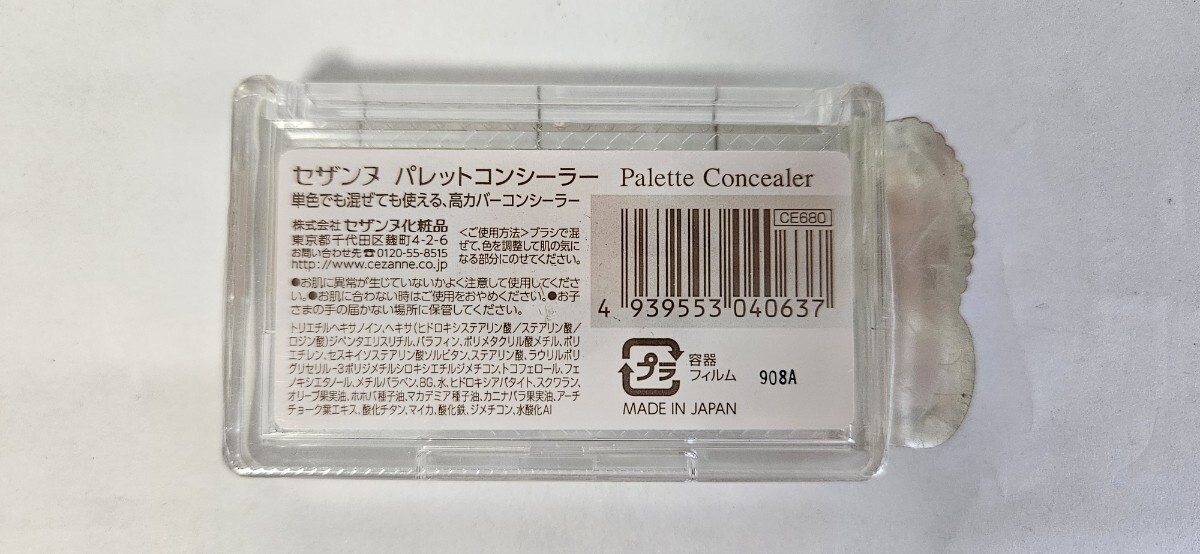 セザンヌ パレットコンシーラー Palette Concealer
単色でも混ぜても使える、高カバーコンシーラー
株式会社 セザンヌ化粧品
東京都千代田区麹町4-2-6
お問い合わせ先☎0120-55-8515
http://www.cezanne.co.jp
<ご使用方法>ブラシで混
ぜて、色を調整して肌の気に
なる部分にのせてください。
●お肌に異常が生じていないかよく注意して使用してくださ
い。●お肌に合わない時はご使用をおやめください。●お子
さまの手の届かない場所に保管してください。
トリエチルヘキサノイン、ヘキサ(ヒドロキシステアリン酸/ステアリン酸/
ロジン酸)ジペンタエリスリチル、パラフィン、ポリメタクリル酸メチル、ポリ
エチレン、セスキイソステアリン酸ソルビタン、ステアリン酸、ラウリルポリ
グリセリル-3ポリジメチルシロキシエチルジメチコン、トコフェロール、フェ
ノキシエタノール、メチルパラベン、BG、水、ヒドロキシアパタイト、スクワラン、
オリーブ果実油、ホホバ種子油、マカデミア種子油、カニナバラ果実油、アーチ
チョーク葉エキス、酸化チタン、マイカ、酸化鉄、ジメチコン、水酸化Al
CE680
4 939553 040637
プラ
容器
フィルム
908A
MADE IN JAPAN